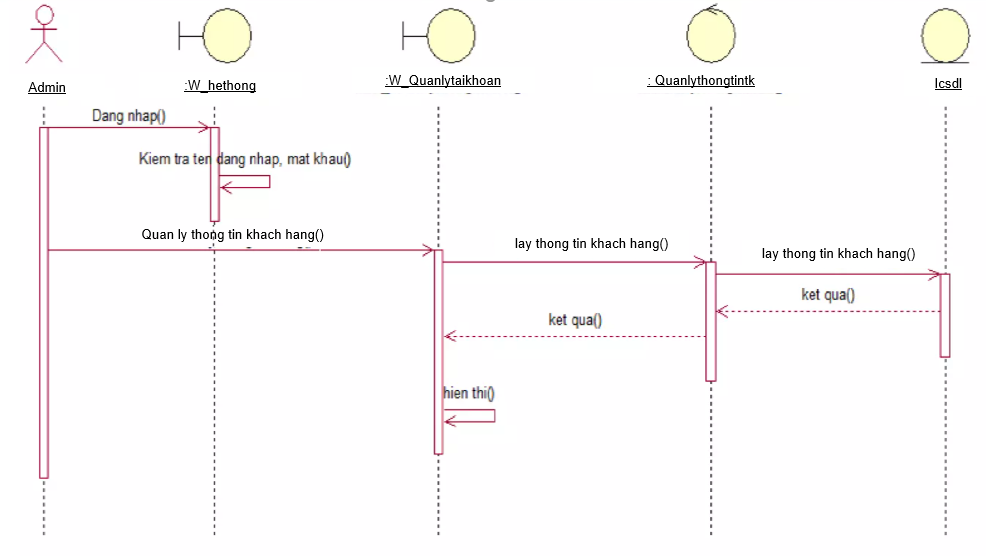 Admin
:W_hethong
:W_Quanlytaikhoan
: Quanlythongtintk
lcsdl
Dang nhap()
Kiem tra ten dang nhap, mat khau()
Quan ly thong tin khach hang()
lay thong tin khach hang()
lay thong tin khach hang()
ket qua()
ket qua()
hien thi()